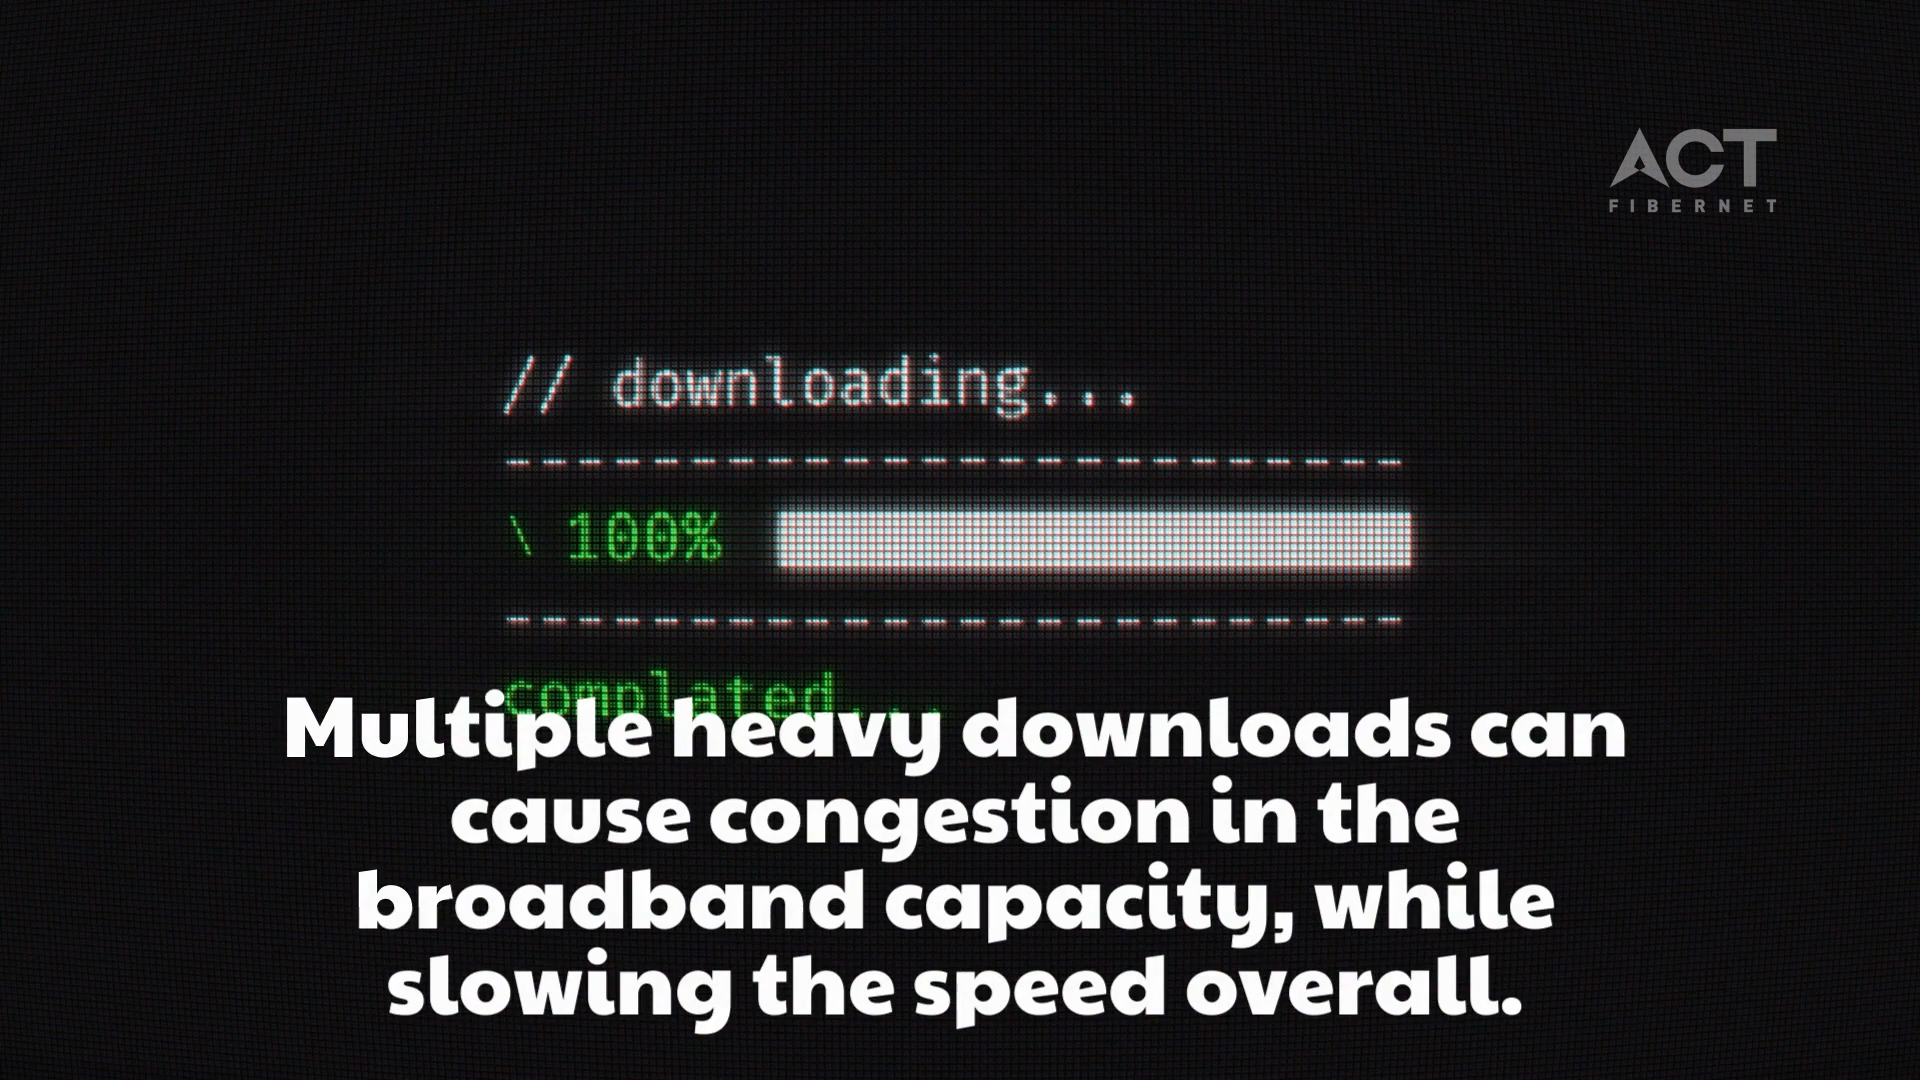 ACT
FIBERNET
// downloading...
\ 100%
complated...
Multiple heavy downloads can
cause congestion in the
broadband capacity, while
slowing the speed overall.